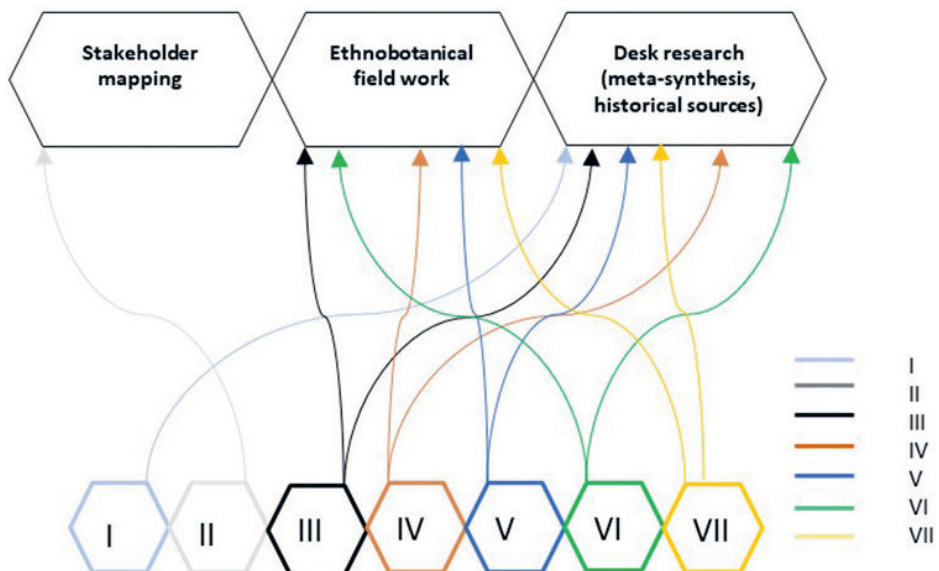 Stakeholder
mapping
Ethnobotanical
field work
Desk research
(meta-synthesis,
historical sources)
I
II
III
IV
V
VI
VII
I
II
III
IV
V
VI
VII